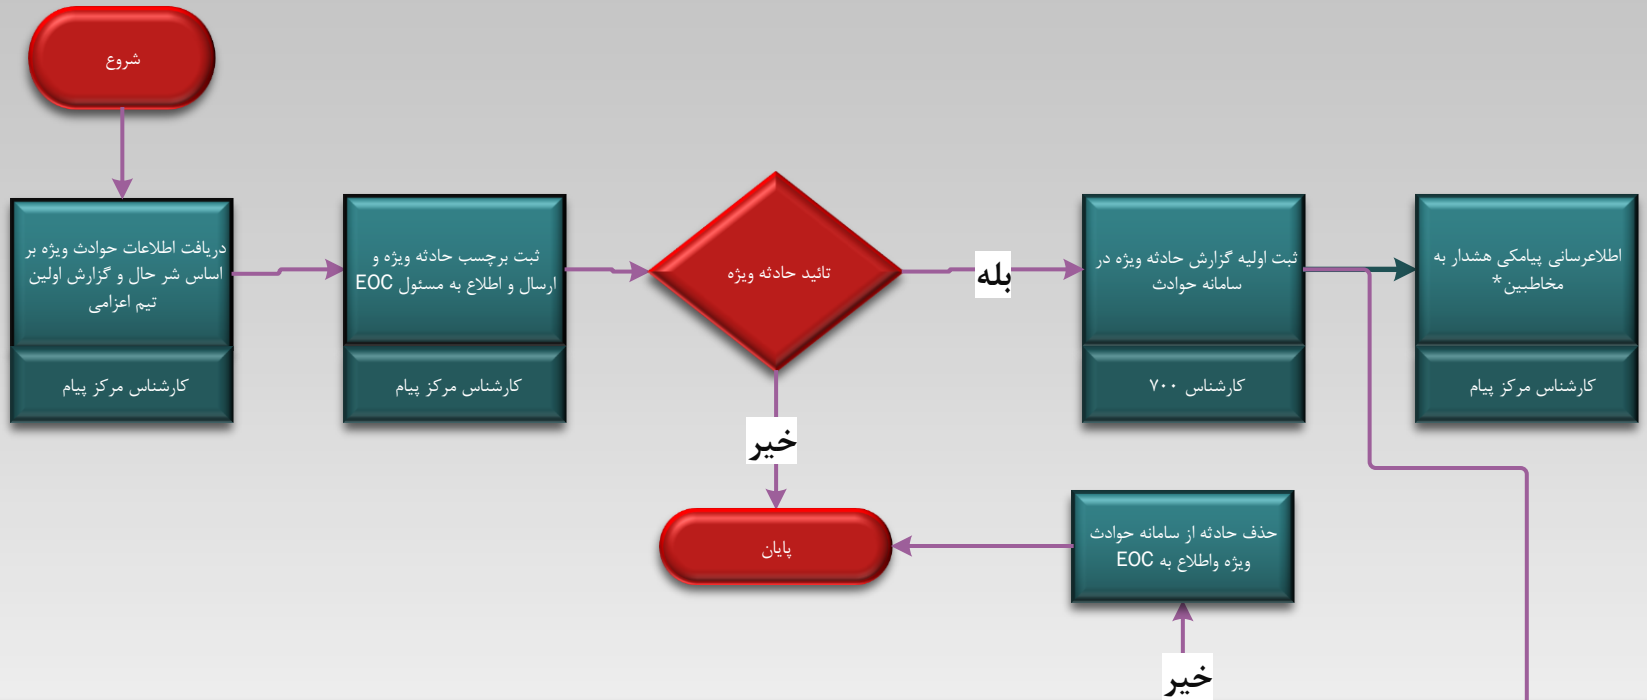 شروع
دریافت اطلاعات حوادث ویژه بر
اساس شر حال و گزارش اولین
تیم اعزامی
کارشناس مرکز پیام
ثبت برچسب حادثه ویژه و
ارسال و اطلاع به مسئول EOC
کارشناس مرکز پیام
تائید حادثه ویژه
بله
ثبت اولیه گزارش حادثه ویژه در
سامانه حوادث
کارشناس ۷۰۰
اطلاعرسانی پیامکی هشدار به
مخاطبین*
کارشناس مرکز پیام
خیر
پایان
حذف حادثه از سامانه حوادث
ویژه واطلاع به EOC
خیر